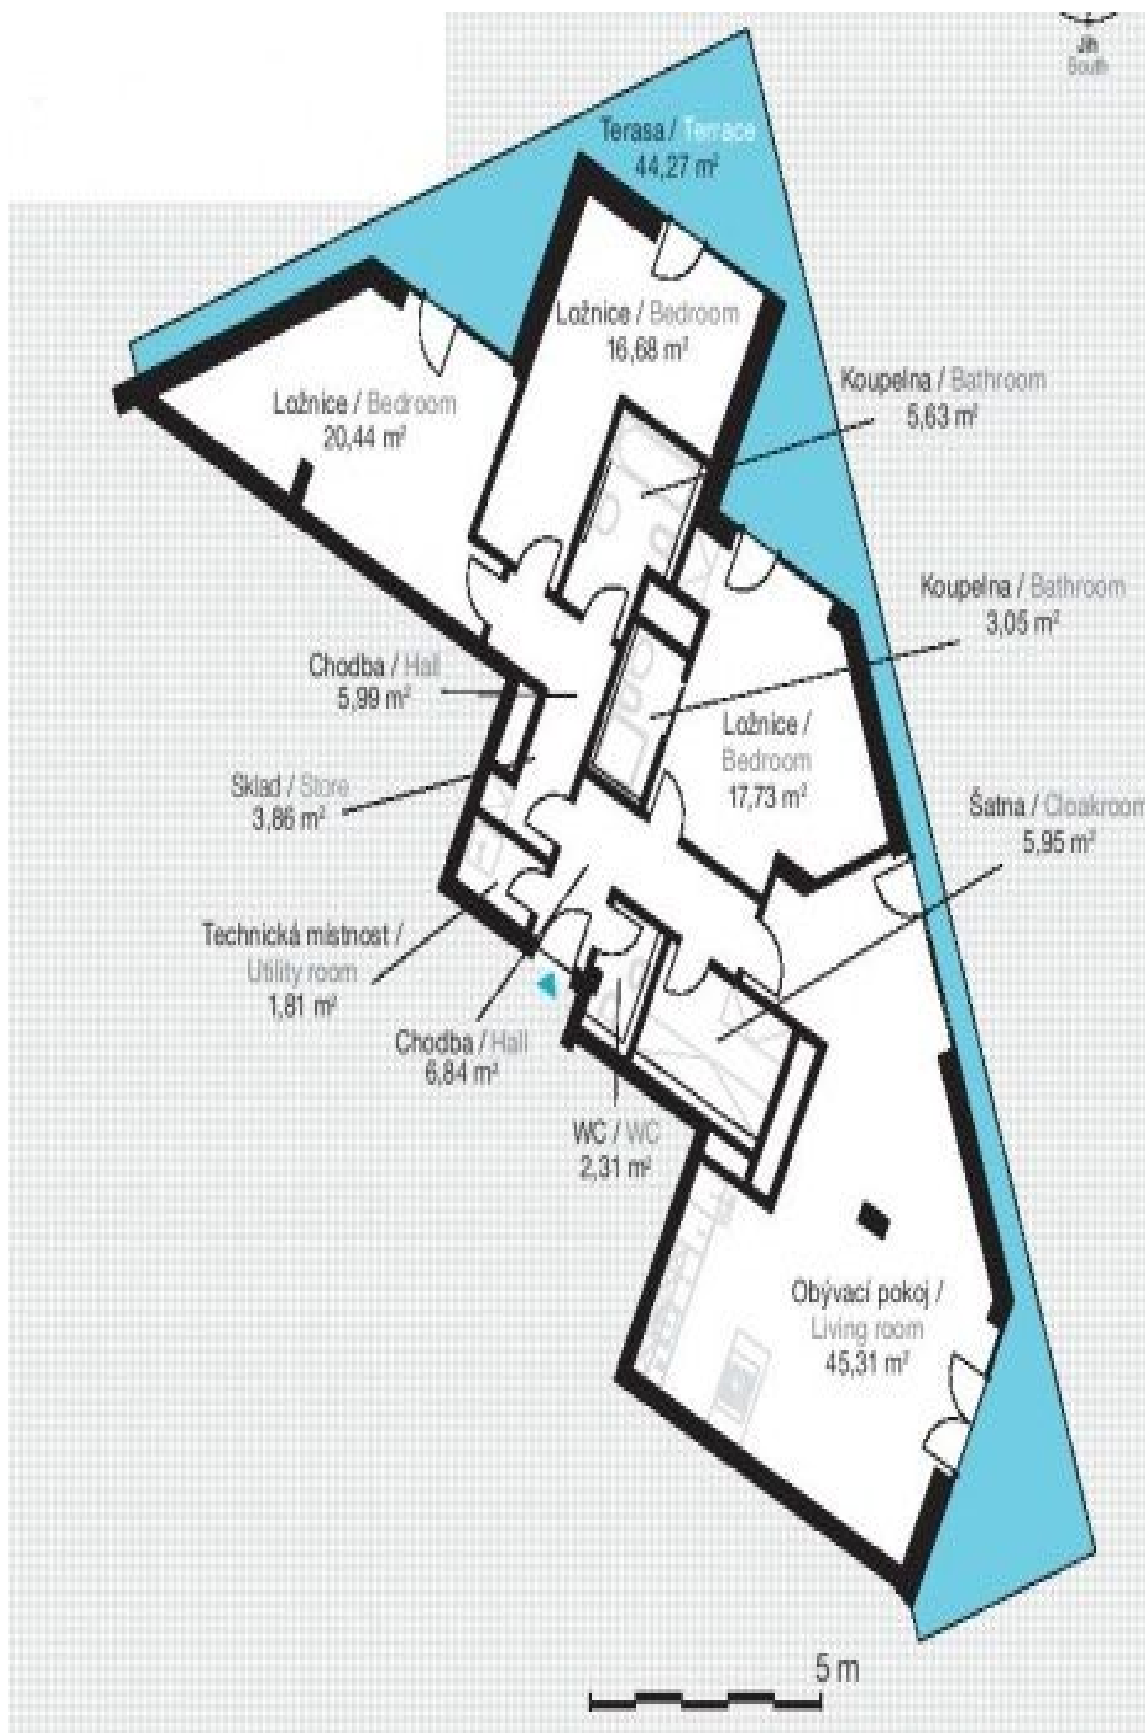 Jih
South
Terasa / Terrace
44,27 m²
Ložnice / Bedroom
16,68 m²
Koupelna / Bathroom
5,63 m²
Ložnice / Bedroom
20,44 m²
Koupelna / Bathroom
3,05 m²
Chodba / Hall
5,99 m²
Ložnice /
Bedroom
17,73 m²
Sklad / Store
3,86 m²
Šatna / Cloakroom
5,95 m²
Technická místnost /
Utility room
1,81 m²
Chodba / Hall
6,84 m²
WC / WC
2,31 m²
Obývací pokoj /
Living room
45,31 m²
5 m